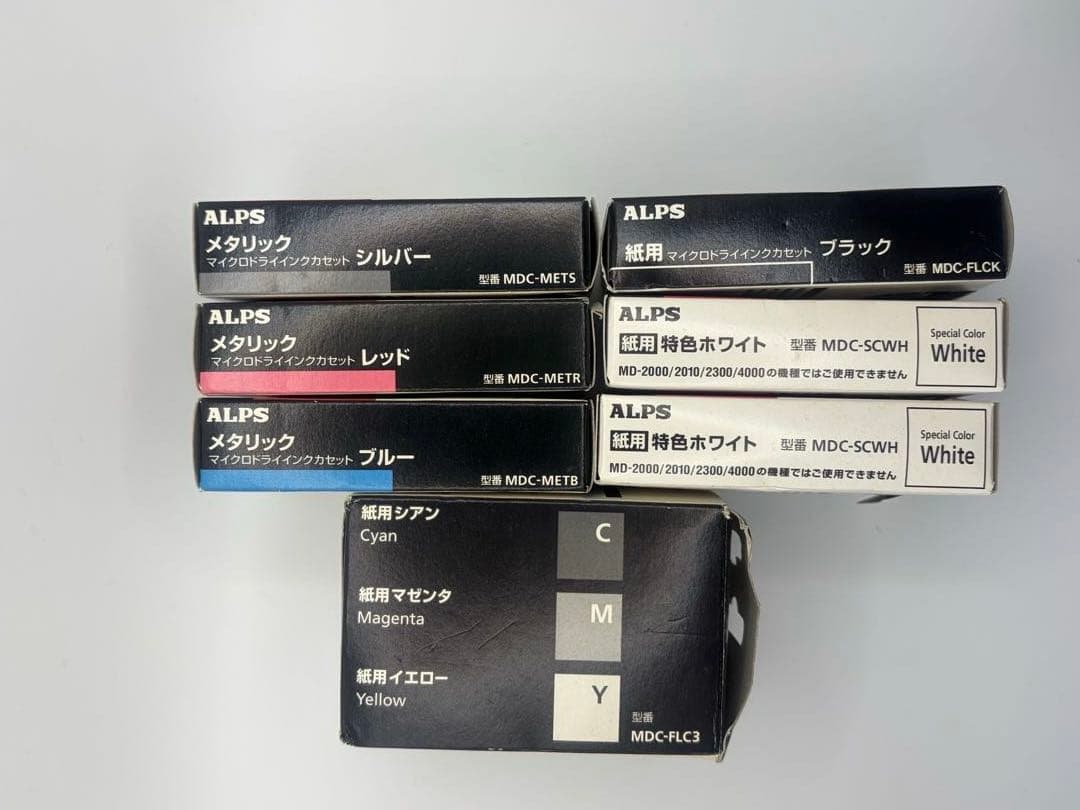 ALPS
メタリック
マイクロドライインクカセット シルバー
型番 MDC-METS
ALPS
メタリック
マイクロドライインクカセット レッド
型番 MDC-METR
ALPS
メタリック
マイクロドライインクカセット ブルー
型番 MDC-METB
ALPS
紙用 マイクロドライインクカセット ブラック
型番 MDC-FLCK
ALPS
紙用 特色ホワイト 型番 MDC-SCWH
MD-2000/2010/2300/4000の機種ではご使用できません
Special Color
White
ALPS
紙用 特色ホワイト 型番 MDC-SCWH
MD-2000/2010/2300/4000の機種ではご使用できません
Special Color
White
紙用シアン
Cyan
C
紙用マゼンタ
Magenta
M
紙用イエロー
Yellow
Y
型番
MDC-FLC3